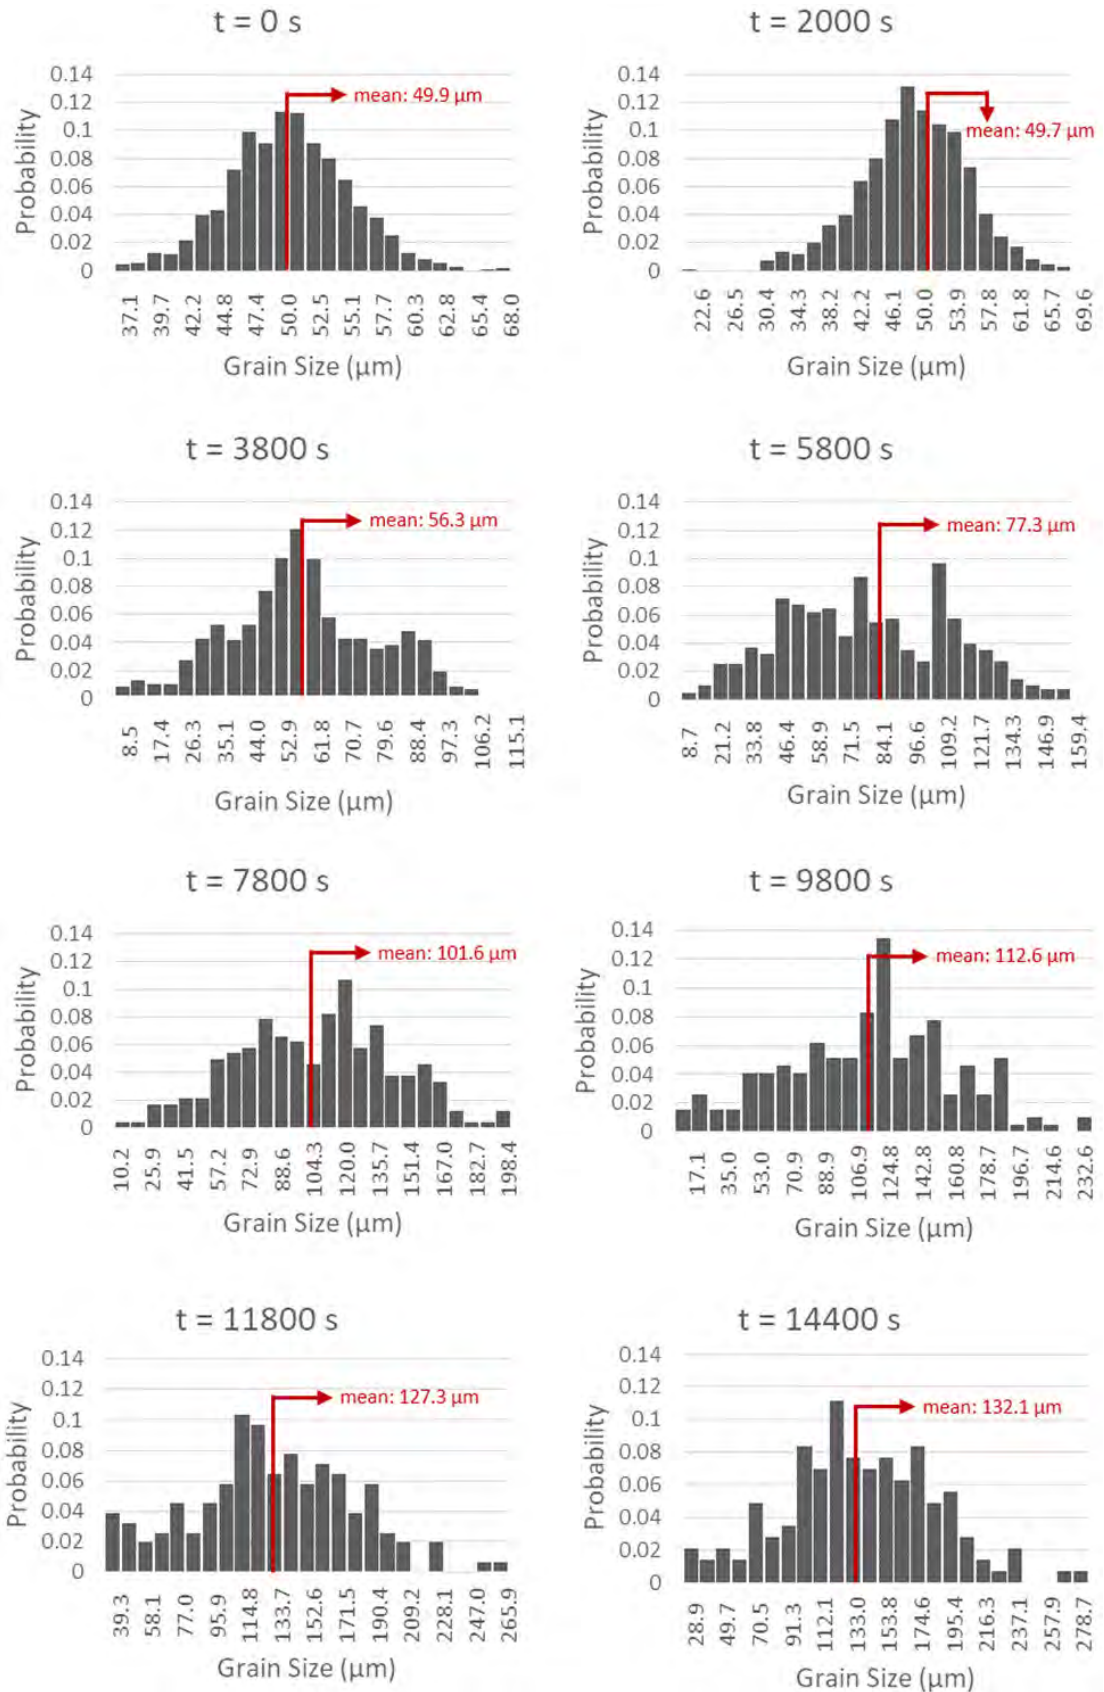 t = 0 s
0.14
0.12
0.1
0.08
0.06
0.04
0.02
0
Probability
mean: 49.9 μm
37.1 39.7 42.2 44.8 47.4 50.0 52.5 55.1 57.7 60.3 62.8 65.4 68.0
Grain Size (μm)
t = 2000 s
0.14
0.12
0.1
0.08
0.06
0.04
0.02
0
Probability
mean: 49.7 μm
22.6 26.5 30.4 34.3 38.2 42.2 46.1 50.0 53.9 57.8 61.8 65.7 69.6
Grain Size (μm)
t = 3800 s
0.14
0.12
0.1
0.08
0.06
0.04
0.02
0
Probability
mean: 56.3 μm
8.5 17.4 26.3 35.1 44.0 52.9 61.8 70.7 79.6 88.4 97.3 106.2 115.1
Grain Size (μm)
t = 5800 s
0.14
0.12
0.1
0.08
0.06
0.04
0.02
0
Probability
mean: 77.3 μm
8.7 21.2 33.8 46.4 58.9 71.5 84.1 96.6 109.2 121.7 134.3 146.9 159.4
Grain Size (μm)
t = 7800 s
0.14
0.12
0.1
0.08
0.06
0.04
0.02
0
Probability
mean: 101.6 μm
10.2 25.9 41.5 57.2 72.9 88.6 104.3 120.0 135.7 151.4 167.0 182.7 198.4
Grain Size (μm)
t = 9800 s
0.14
0.12
0.1
0.08
0.06
0.04
0.02
0
Probability
mean: 112.6 μm
17.1 35.0 53.0 70.9 88.9 106.9 124.8 142.8 160.8 178.7 196.7 214.6 232.6
Grain Size (μm)
t = 11800 s
0.14
0.12
0.1
0.08
0.06
0.04
0.02
0
Probability
mean: 127.3 μm
39.3 58.1 77.0 95.9 114.8 133.7 152.6 171.5 190.4 209.2 228.1 247.0 265.9
Grain Size (μm)
t = 14400 s
0.14
0.12
0.1
0.08
0.06
0.04
0.02
0
Probability
mean: 132.1 μm
28.9 49.7 70.5 91.3 112.1 133.0 153.8 174.6 195.4 216.3 237.1 257.9 278.7
Grain Size (μm)